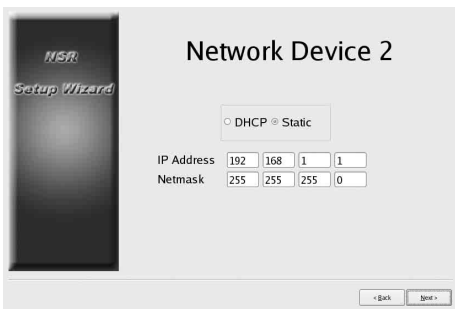 NSR
Setup Wizard
Network Device 2
DHCP Static
IP Address 192 168 1 1
Netmask 255 255 255 0
< Back Next >